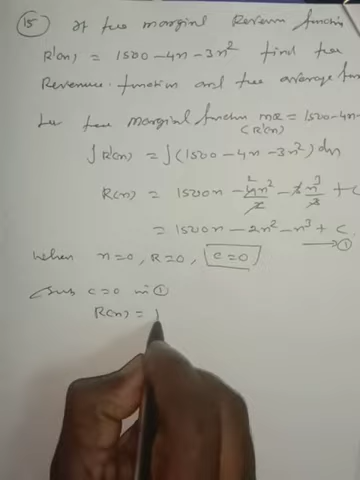 (15) If the marginal Revenue function
R'(x) = 1500 - 4x - 3x² find the
Revenue function and the average fun
Let the marginal function MR = 1500 - 4x -
(R'(x))
∫R'(x) = ∫(1500 - 4x - 3x²) dx
R(x) = 1500x - 4x²/2 - 3x³/3 + C
= 1500x - 2x² - x³ + C. → ①
When x=0, R=0, C=0
Sub C=0 in ①
R(x) = 1